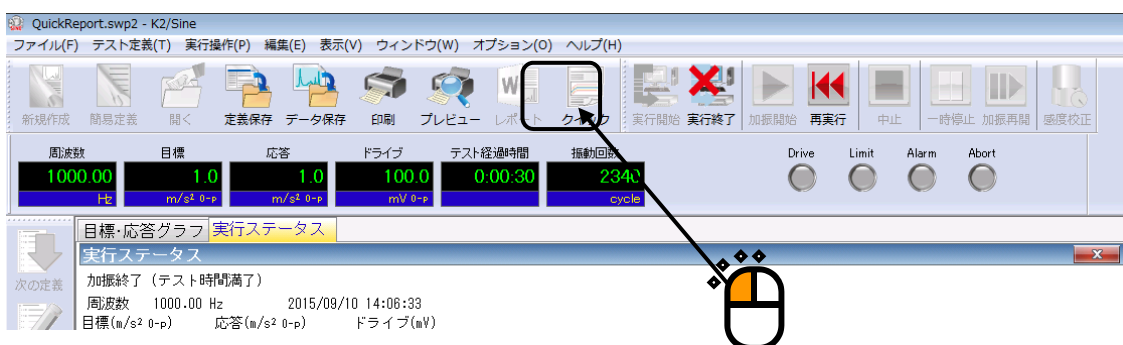 QuickReport.swp2 - K2/Sine
ファイル(F) テスト定義(T) 実行操作(P) 編集(E) 表示(V) ウィンドウ(W) オプション(O) ヘルプ(H)
新規作成 簡易定義 開く 定義保存 データ保存 印刷 プレビュー レポート クイック 実行開始 実行終了 加振開始 再実行 中止 一時停止 加振再開 感度校正
周波数 目標 応答 ドライブ テスト経過時間 振動回数 Drive Limit Alarm Abort
1000.00 1.0 1.0 100.0 0:00:30 2340
Hz m/s² 0-p m/s² 0-p mV 0-p cycle
目標・応答グラフ 実行ステータス
実行ステータス
次の定義
加振終了（テスト時間満了）
周波数 1000.00 Hz 2015/09/10 14:06:33
目標(m/s² 0-p) 応答(m/s² 0-p) ドライブ(mV)